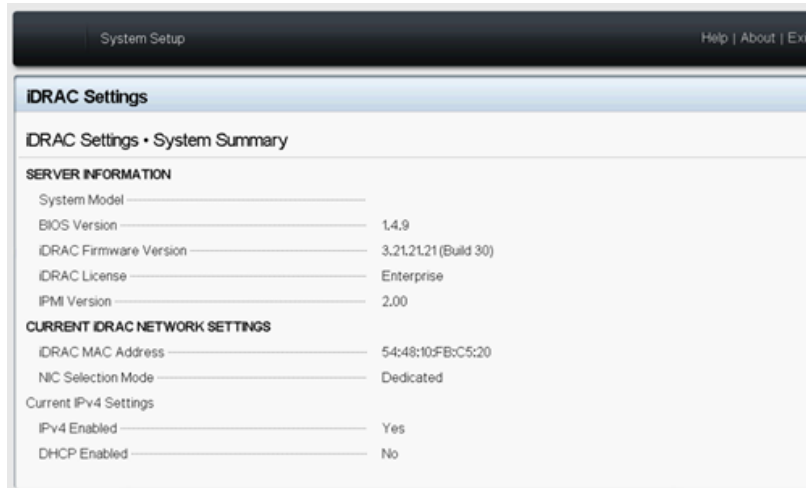 System Setup
Help | About | Exi
iDRAC Settings
iDRAC Settings • System Summary
SERVER INFORMATION
System Model
BIOS Version 1.4.9
iDRAC Firmware Version 3.21.21.21 (Build 30)
iDRAC License Enterprise
IPMI Version 2.00
CURRENT iDRAC NETWORK SETTINGS
iDRAC MAC Address 54:48:10:FB:C5:20
NIC Selection Mode Dedicated
Current IPv4 Settings
IPv4 Enabled Yes
DHCP Enabled No